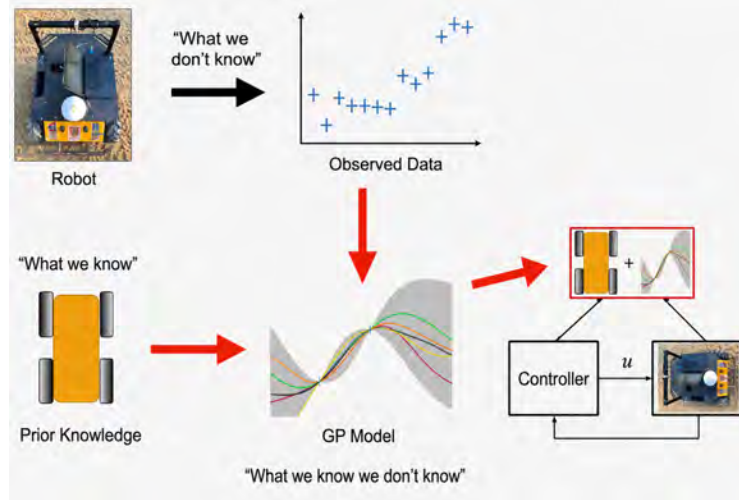 “What we
don’t know”
Robot
Observed Data
“What we know”
Prior Knowledge
GP Model
“What we know we don’t know”
+
Controller
u